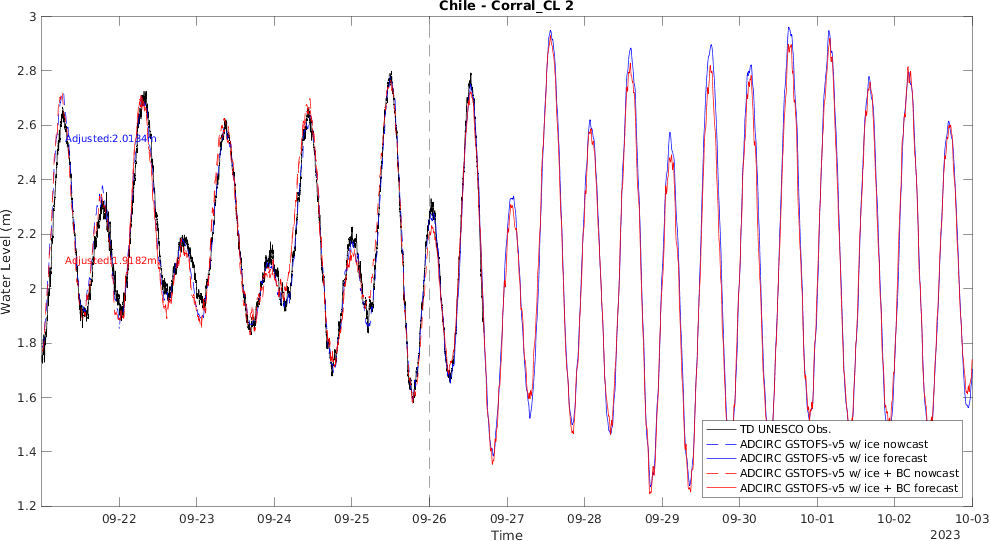 Chile - Corral_CL 2
3
2.8
2.6
2.4
2.2
2
1.8
1.6
1.4
1.2
Water Level (m)
Adjusted:2.0134m
Adjusted:1.9182m
TD UNESCO Obs.
ADCIRC GSTOFS-v5 w/ ice nowcast
ADCIRC GSTOFS-v5 w/ ice forecast
ADCIRC GSTOFS-v5 w/ ice + BC nowcast
ADCIRC GSTOFS-v5 w/ ice + BC forecast
09-22 09-23 09-24 09-25 09-26 09-27 09-28 09-29 09-30 10-01 10-02 10-03
Time
2023